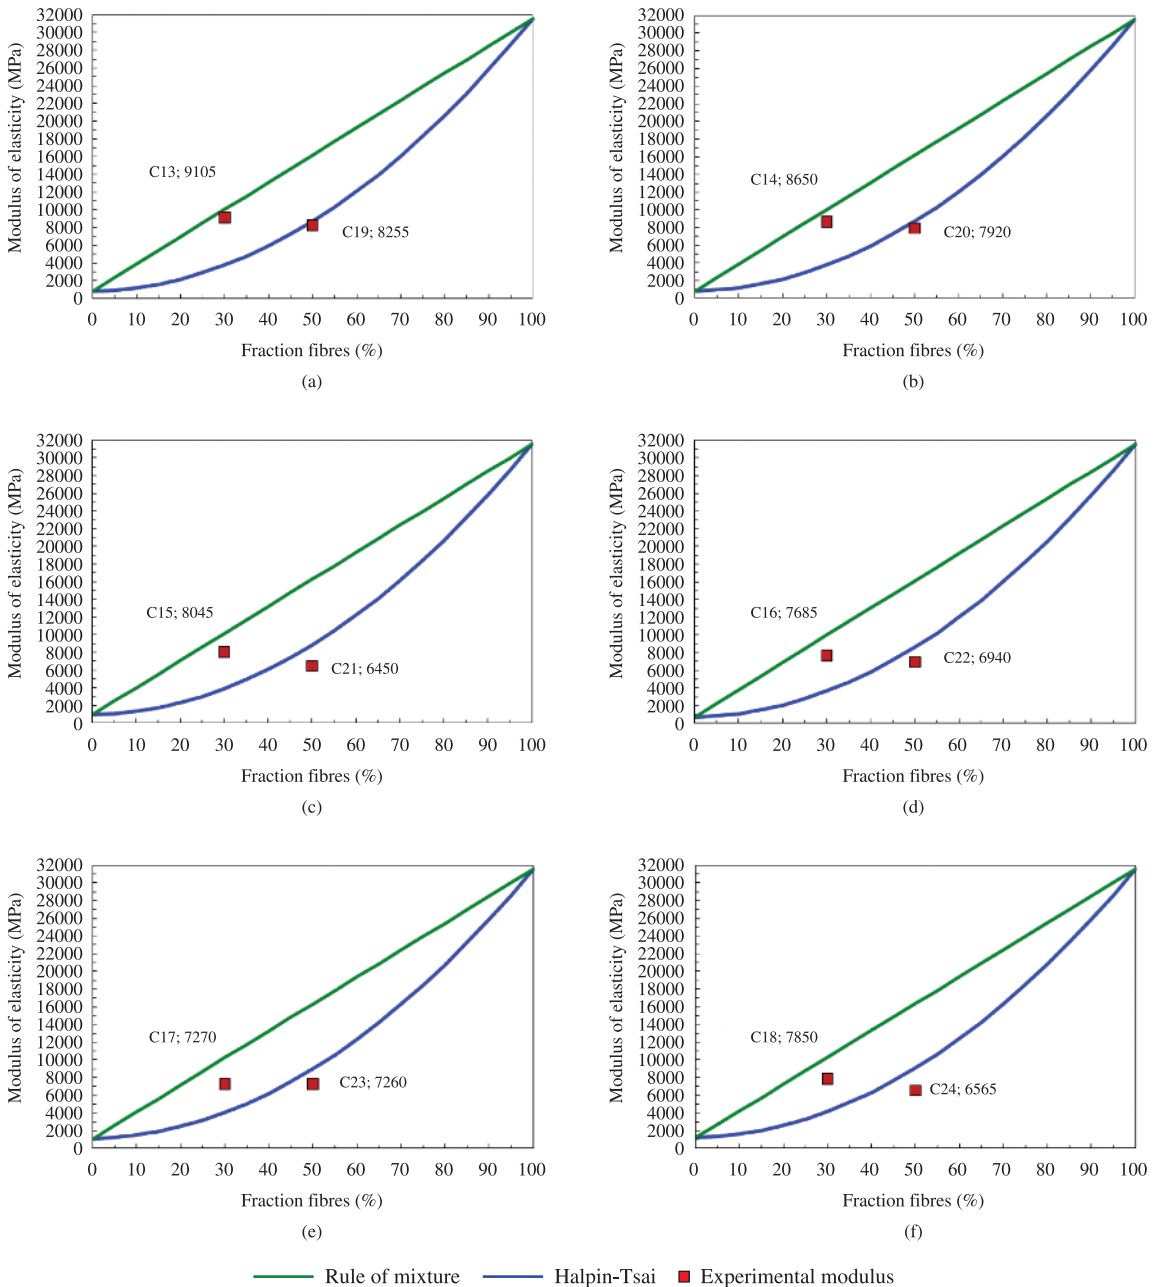 32000
30000
28000
26000
24000
22000
20000
18000
16000
14000
12000
10000
8000
6000
4000
2000
0
Modulus of elasticity (MPa)
C13; 9105
C19; 8255
0 10 20 30 40 50 60 70 80 90 100
Fraction fibres (%)
(a)
32000
30000
28000
26000
24000
22000
20000
18000
16000
14000
12000
10000
8000
6000
4000
2000
0
Modulus of elasticity (MPa)
C14; 8650
C20; 7920
0 10 20 30 40 50 60 70 80 90 100
Fraction fibres (%)
(b)
32000
30000
28000
26000
24000
22000
20000
18000
16000
14000
12000
10000
8000
6000
4000
2000
0
Modulus of elasticity (MPa)
C15; 8045
C21; 6450
0 10 20 30 40 50 60 70 80 90 100
Fraction fibres (%)
(c)
32000
30000
28000
26000
24000
22000
20000
18000
16000
14000
12000
10000
8000
6000
4000
2000
0
Modulus of elasticity (MPa)
C16; 7685
C22; 6940
0 10 20 30 40 50 60 70 80 90 100
Fraction fibres (%)
(d)
32000
30000
28000
26000
24000
22000
20000
18000
16000
14000
12000
10000
8000
6000
4000
2000
0
Modulus of elasticity (MPa)
C17; 7270
C23; 7260
0 10 20 30 40 50 60 70 80 90 100
Fraction fibres (%)
(e)
32000
30000
28000
26000
24000
22000
20000
18000
16000
14000
12000
10000
8000
6000
4000
2000
0
Modulus of elasticity (MPa)
C18; 7850
C24; 6565
0 10 20 30 40 50 60 70 80 90 100
Fraction fibres (%)
(f)
Rule of mixture Halpin-Tsai Experimental modulus